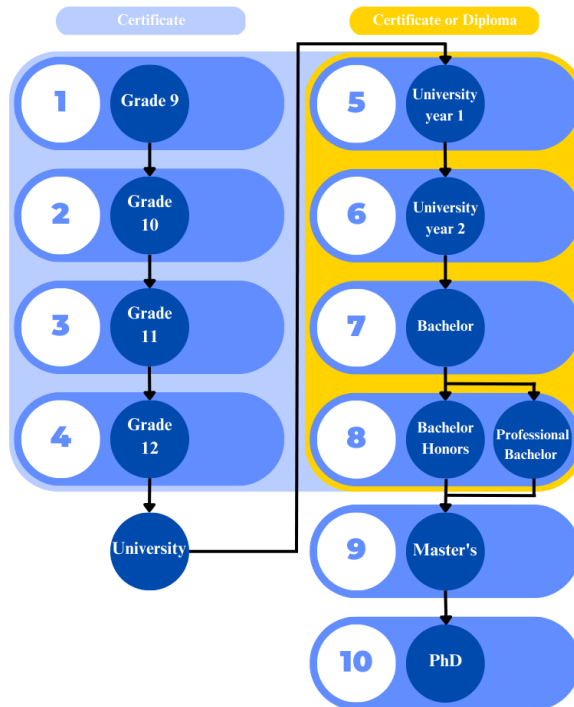 Certificate
Certificate or Diploma
1
Grade 9
2
Grade
10
3
Grade
11
4
Grade
12
University
5
University
year 1
6
University
year 2
7
Bachelor
8
Bachelor
Honors
Professional
Bachelor
9
Master's
10
PhD